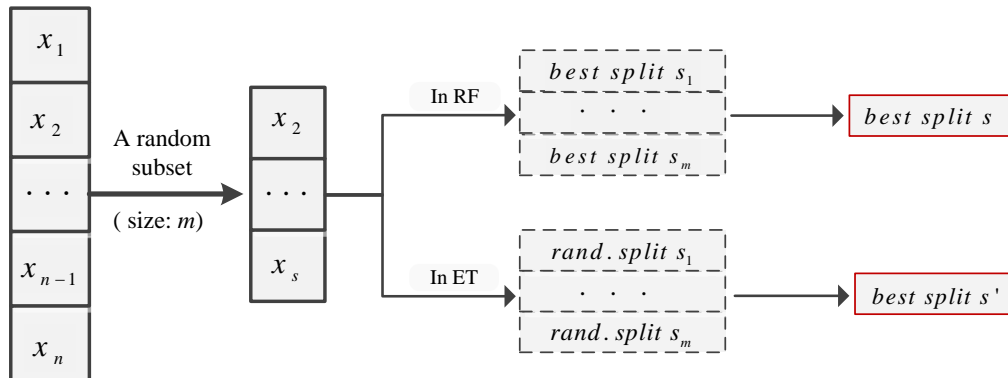 x₁
x₂
· · ·
xₙ₋₁
xₙ
A random
subset
( size: m)
x₂
· · ·
xₛ
In RF
best split s₁
· · ·
best split sₘ
best split s
In ET
rand. split s₁
· · ·
rand. split sₘ
best split s'